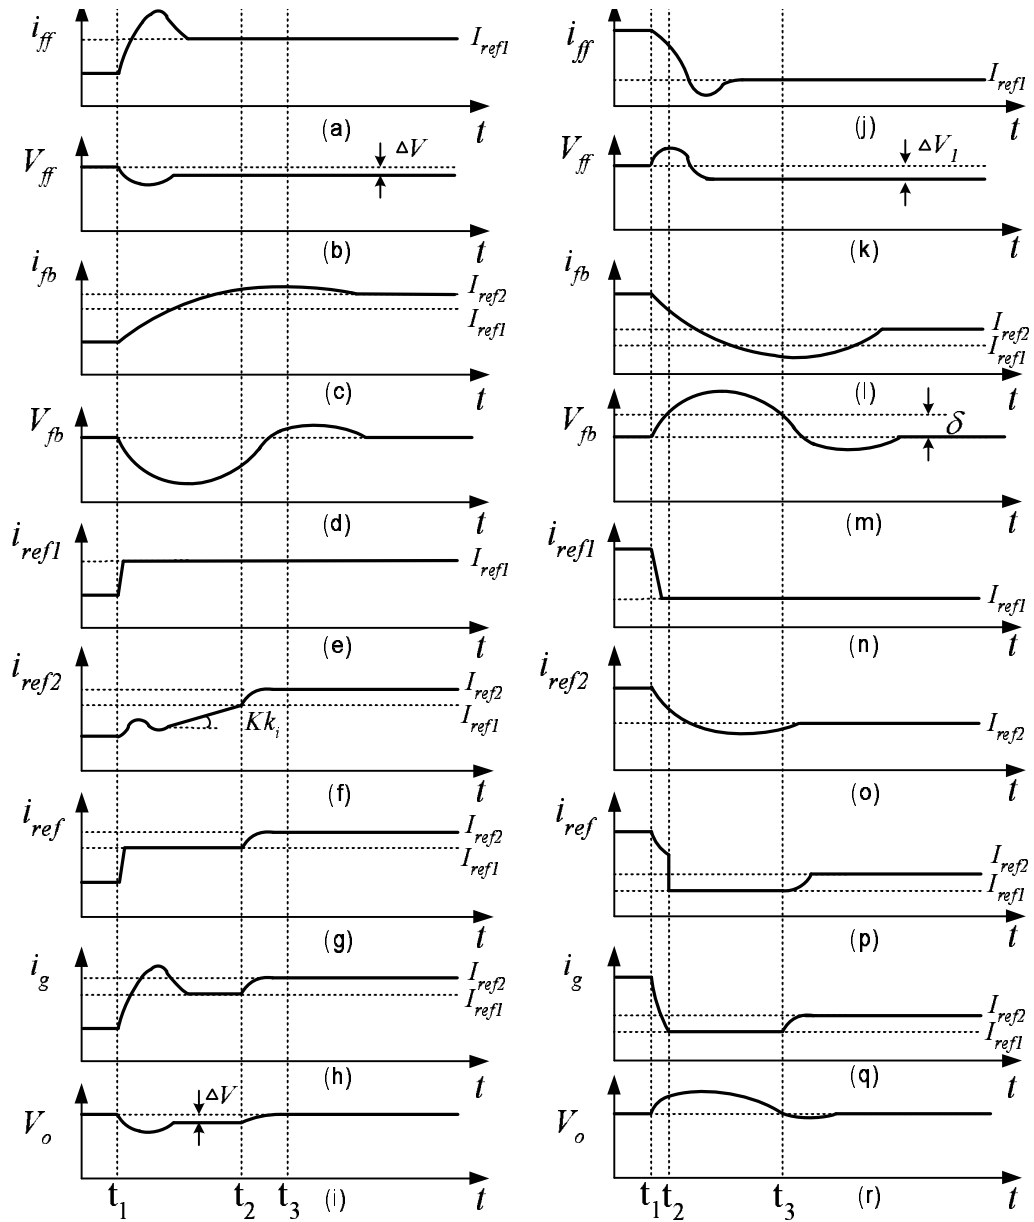 i_ff
I_ref1
t
(a)
V_ff
ΔV
t
(b)
i_fb
I_ref2
I_ref1
t
(c)
V_fb
t
(d)
i_ref1
I_ref1
t
(e)
i_ref2
I_ref2
I_ref1
Kk_i
t
(f)
i_ref
I_ref2
I_ref1
t
(g)
i_g
I_ref2
I_ref1
t
(h)
V_o
ΔV
t
t_1
t_2
t_3
(i)
i_ff
I_ref1
t
(j)
V_ff
ΔV_1
t
(k)
i_fb
I_ref2
I_ref1
t
(l)
V_fb
δ
t
(m)
i_ref1
I_ref1
t
(n)
i_ref2
I_ref2
t
(o)
i_ref
I_ref2
I_ref1
t
(p)
i_g
I_ref2
I_ref1
t
(q)
V_o
t
t_1
t_2
t_3
(r)